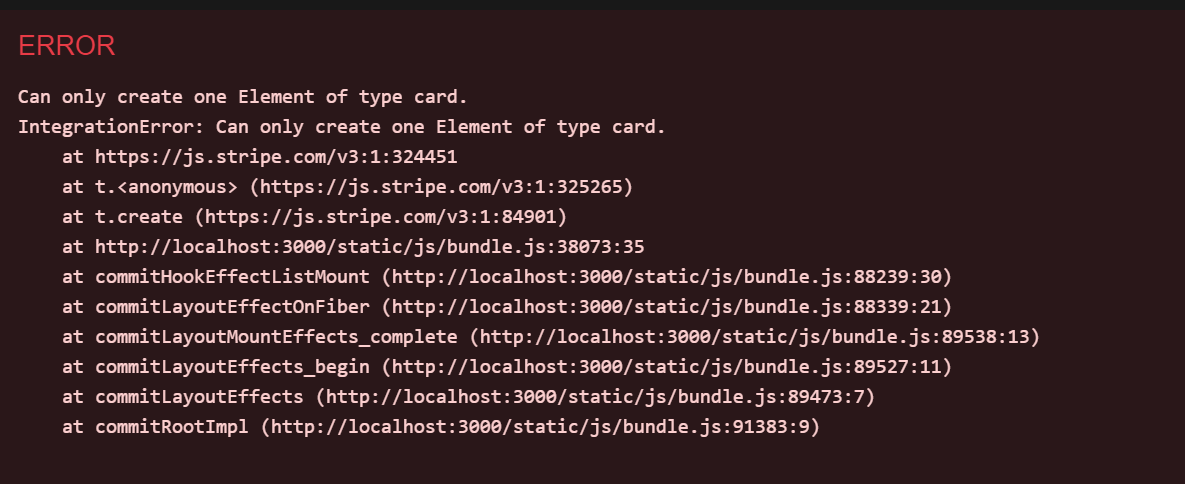 ERROR
Can only create one Element of type card.
IntegrationError: Can only create one Element of type card.
    at https://js.stripe.com/v3:1:324451
    at t.<anonymous> (https://js.stripe.com/v3:1:325265)
    at t.create (https://js.stripe.com/v3:1:84901)
    at http://localhost:3000/static/js/bundle.js:38073:35
    at commitHookEffectListMount (http://localhost:3000/static/js/bundle.js:88239:30)
    at commitLayoutEffectOnFiber (http://localhost:3000/static/js/bundle.js:88339:21)
    at commitLayoutMountEffects_complete (http://localhost:3000/static/js/bundle.js:89538:13)
    at commitLayoutEffects_begin (http://localhost:3000/static/js/bundle.js:89527:11)
    at commitLayoutEffects (http://localhost:3000/static/js/bundle.js:89473:7)
    at commitRootImpl (http://localhost:3000/static/js/bundle.js:91383:9)